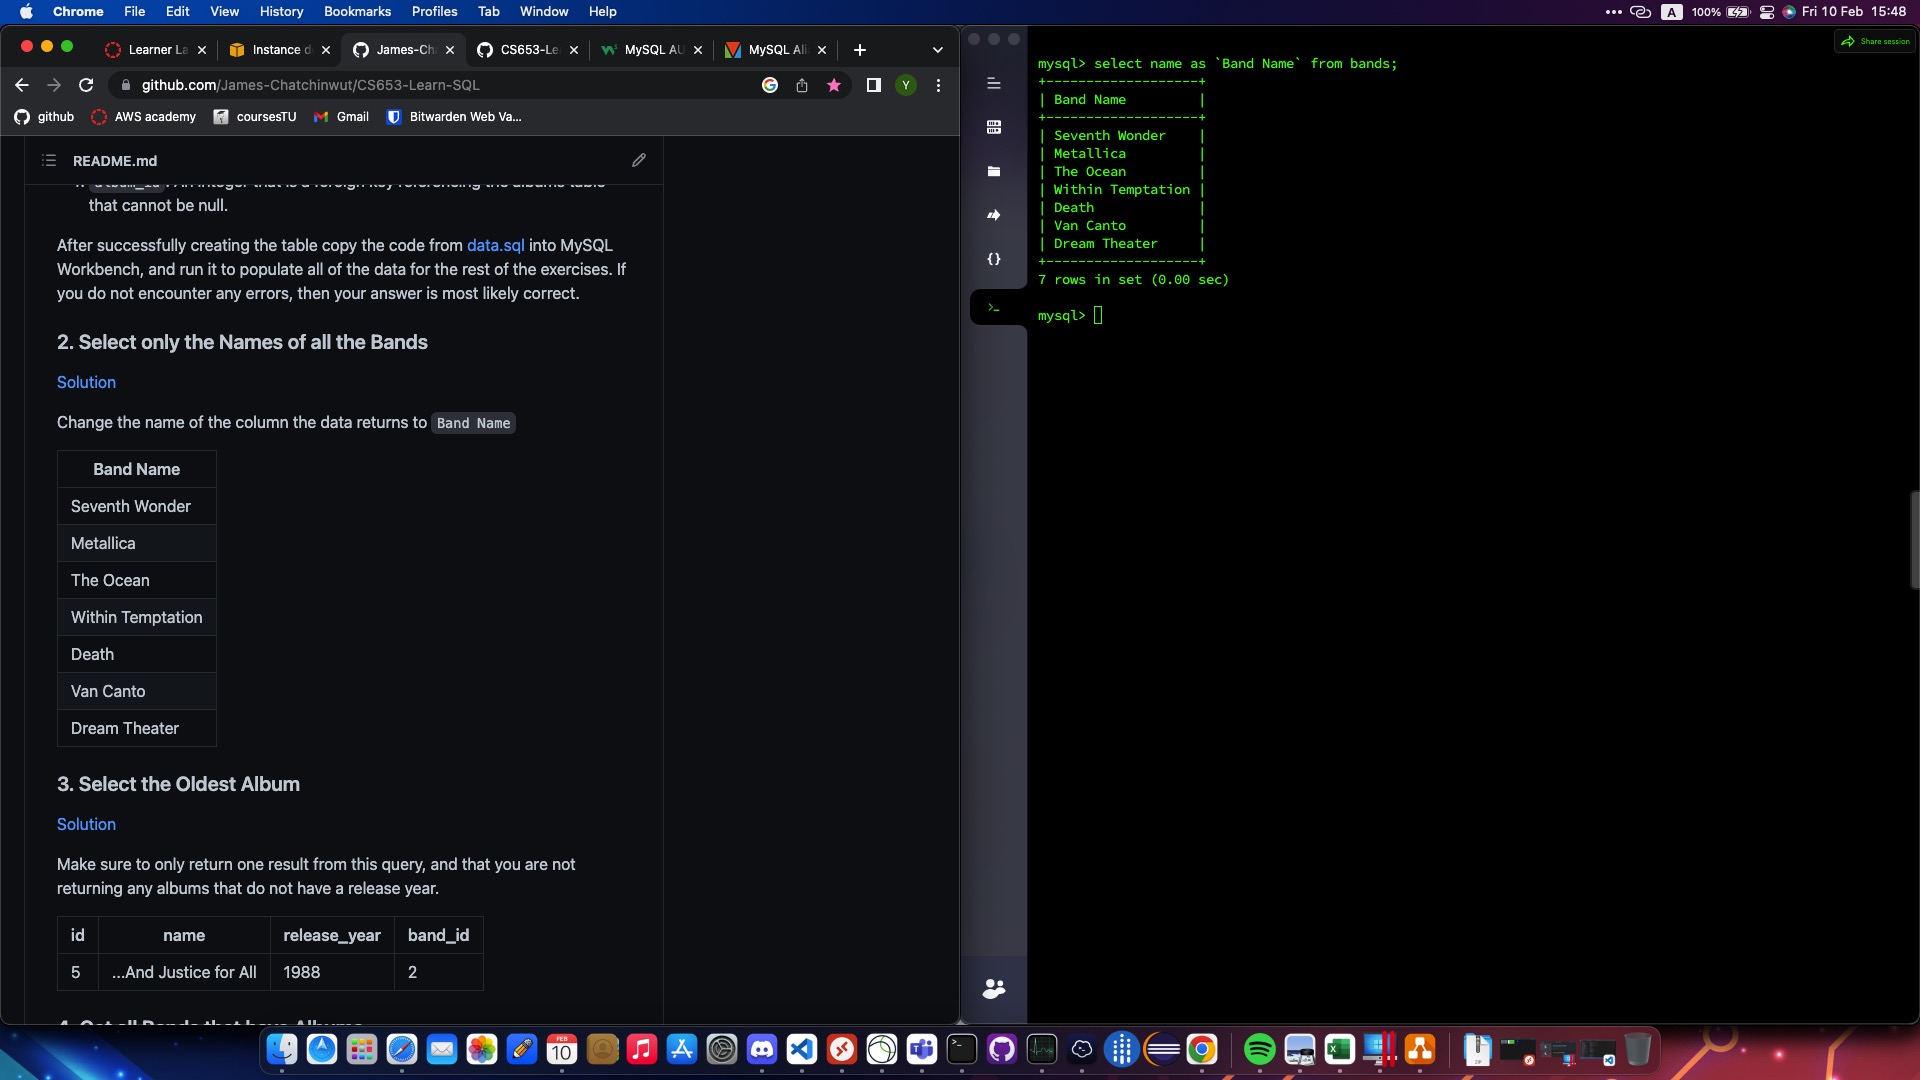 Chrome File Edit View History Bookmarks Profiles Tab Window Help
A 100% Fri 10 Feb 15:48
Learner La
Instance d
James-Ch
CS653-Le
MySQL AU
MySQL Ali
github.com/James-Chatchinwut/CS653-Learn-SQL
Y
github AWS academy coursesTU Gmail Bitwarden Web Va...
README.md
that cannot be null.
After successfully creating the table copy the code from data.sql into MySQL
Workbench, and run it to populate all of the data for the rest of the exercises. If
you do not encounter any errors, then your answer is most likely correct.
2. Select only the Names of all the Bands
Solution
Change the name of the column the data returns to Band Name
Band Name
Seventh Wonder
Metallica
The Ocean
Within Temptation
Death
Van Canto
Dream Theater
3. Select the Oldest Album
Solution
Make sure to only return one result from this query, and that you are not
returning any albums that do not have a release year.
id name release_year band_id
5 ...And Justice for All 1988 2
Share session
mysql> select name as `Band Name` from bands;
+-------------------+
| Band Name |
+-------------------+
| Seventh Wonder |
| Metallica |
| The Ocean |
| Within Temptation |
| Death |
| Van Canto |
| Dream Theater |
+-------------------+
7 rows in set (0.00 sec)
mysql>
FEB
10